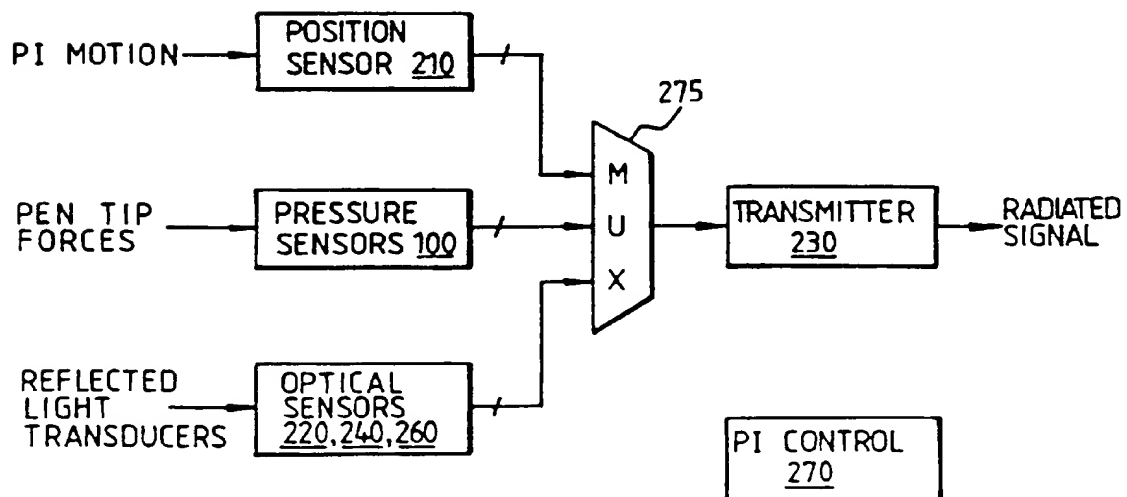 PI MOTION
POSITION
SENSOR 210
275
PEN TIP
FORCES
PRESSURE
SENSORS 100
M
U
X
TRANSMITTER
230
RADIATED
SIGNAL
REFLECTED
LIGHT
TRANSDUCERS
OPTICAL
SENSORS
220,240,260
PI CONTROL
270